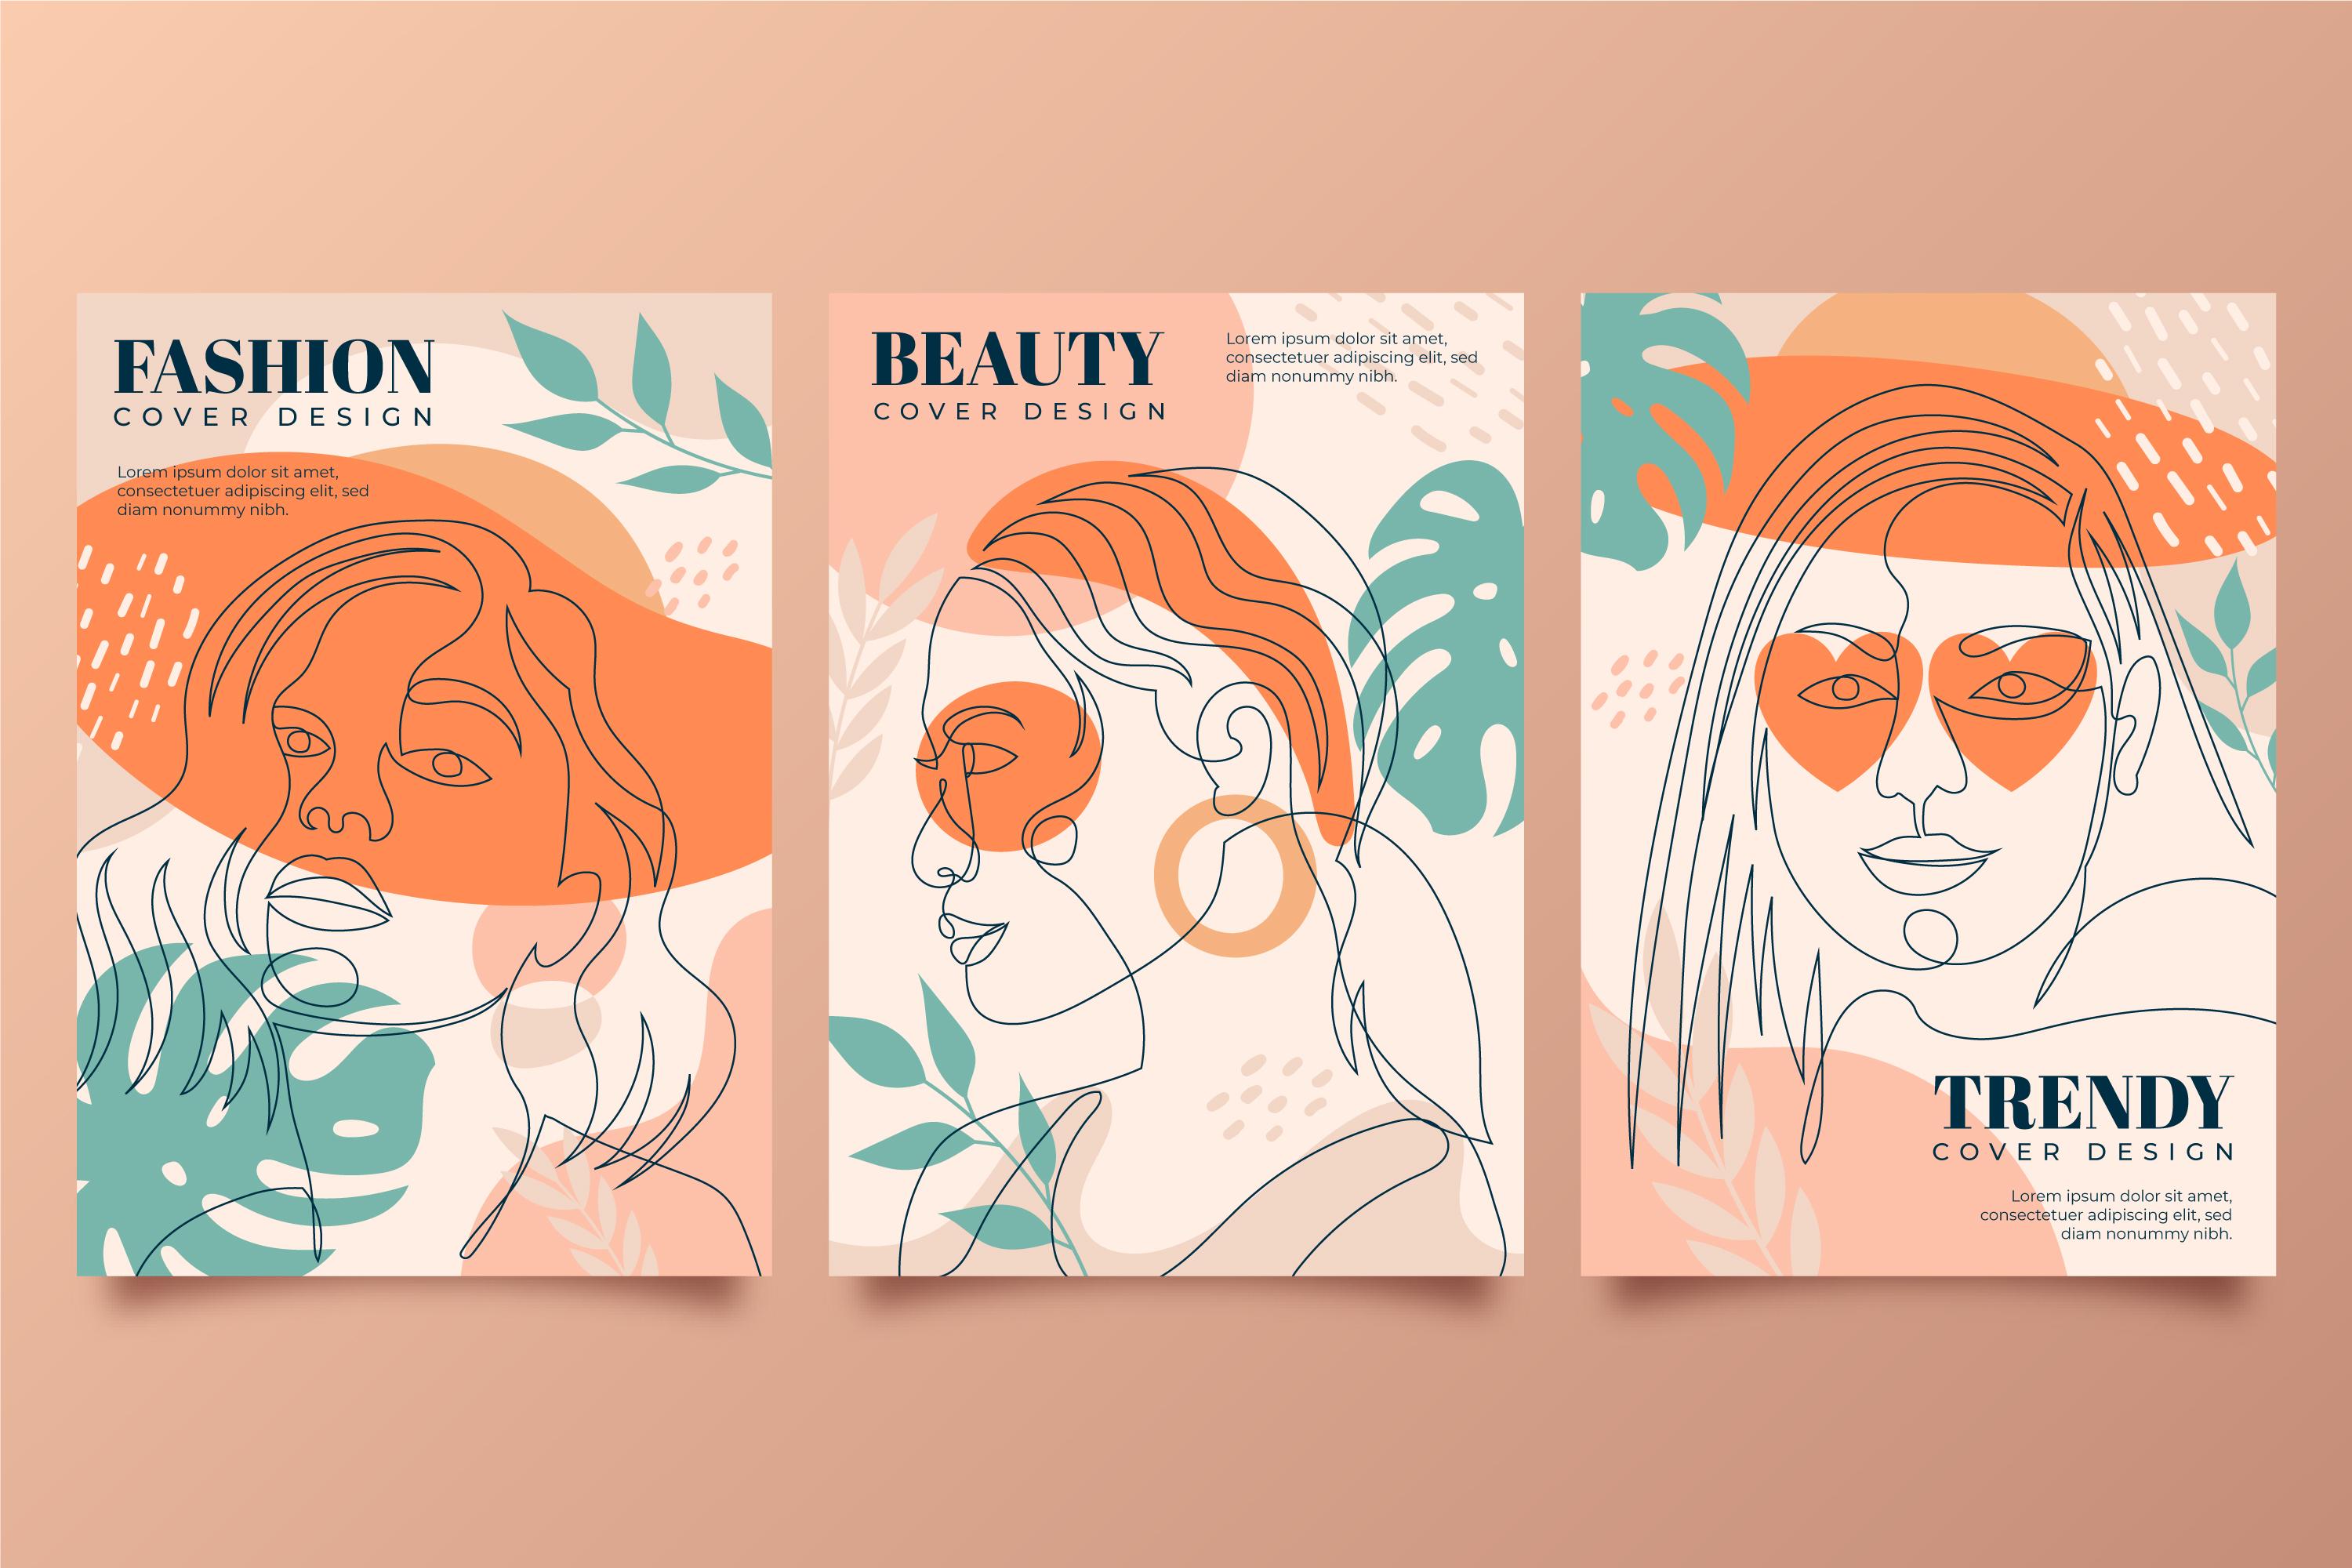 FASHION
COVER DESIGN
Lorem ipsum dolor sit amet,
consectetuer adipiscing elit, sed
diam nonummy nibh.
BEAUTY
COVER DESIGN
Lorem ipsum dolor sit amet,
consectetuer adipiscing elit, sed
diam nonummy nibh.
TRENDY
COVER DESIGN
Lorem ipsum dolor sit amet,
consectetuer adipiscing elit, sed
diam nonummy nibh.